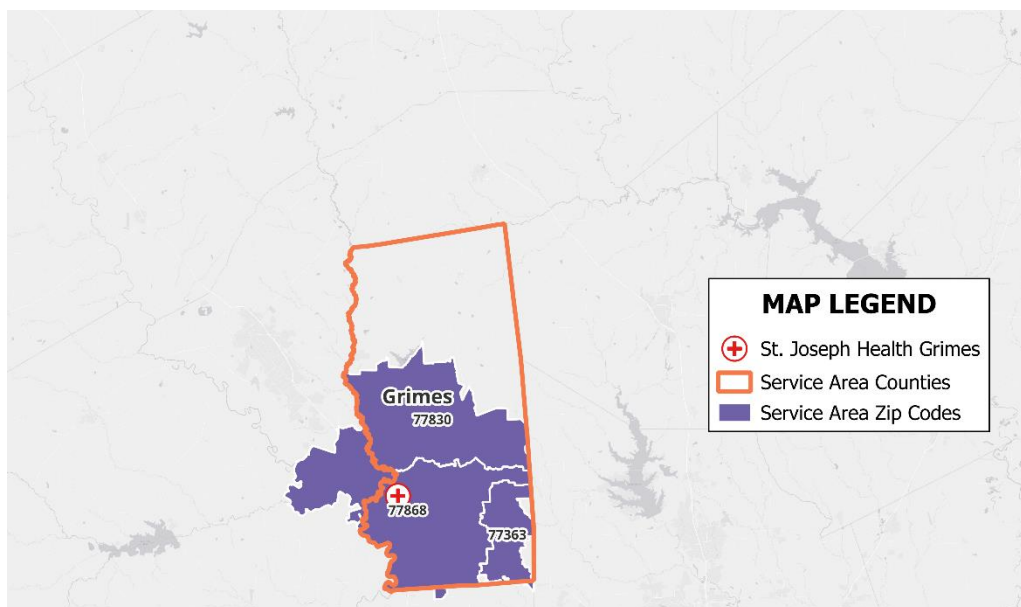 MAP LEGEND
St. Joseph Health Grimes
Service Area Counties
Service Area Zip Codes
Grimes
77830
77868
77363